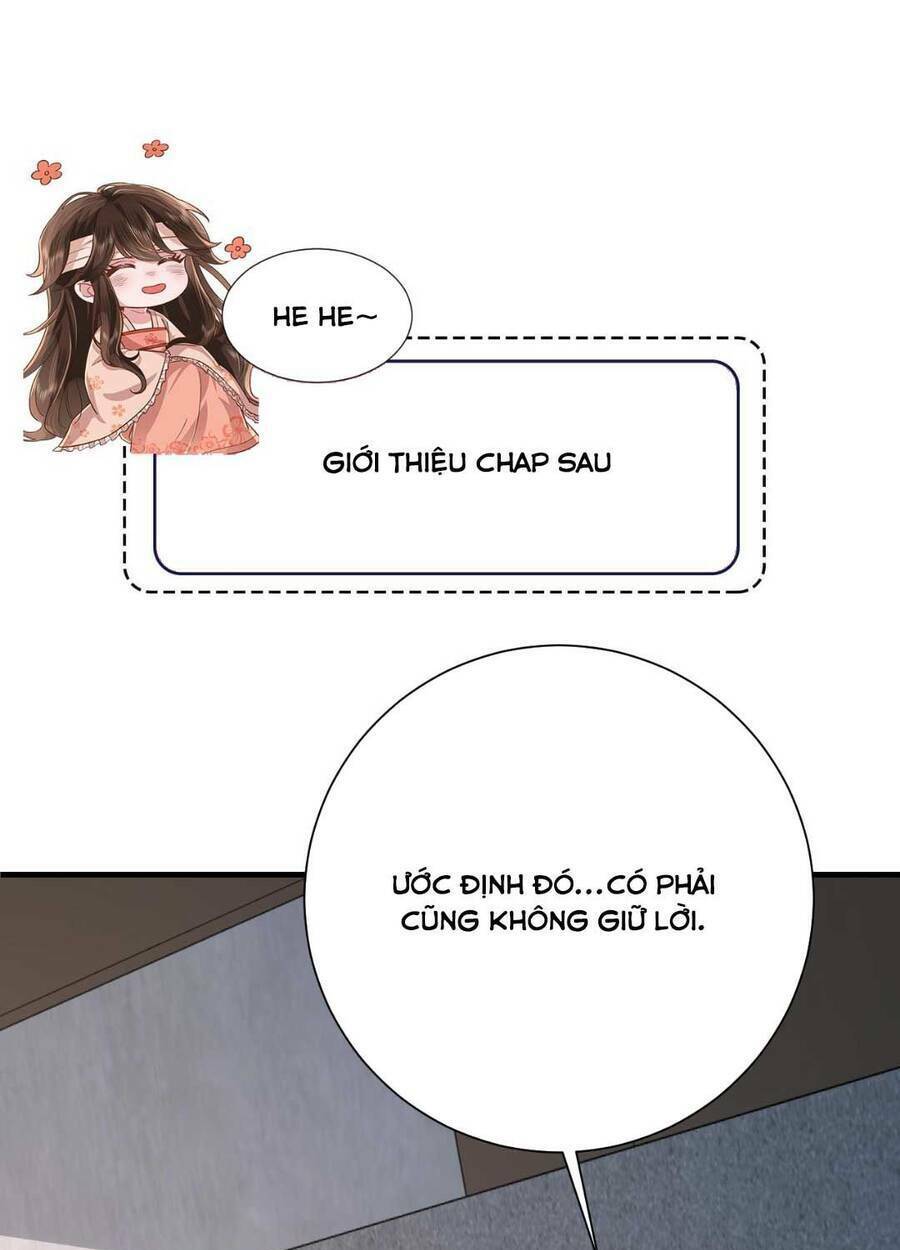 HE HE~
GIỚI THIỆU CHAP SAU
ƯỚC ĐỊNH ĐÓ...CÓ PHẢI
CŨNG KHÔNG GIỮ LỜI.